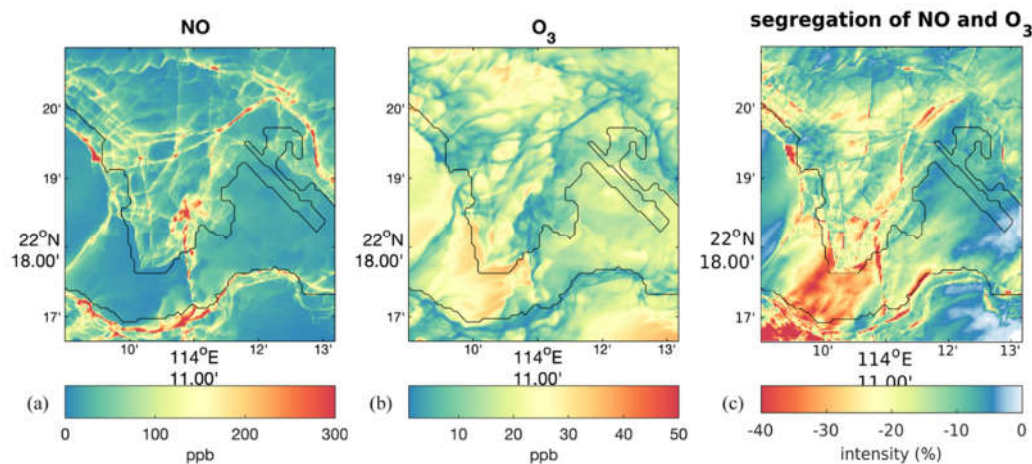 NO
20'
19'
22°N
18.00'
17'
10'
114°E
11.00'
12'
13'
(a)
0
100
200
300
ppb
O3
20'
19'
22°N
18.00'
17'
10'
114°E
11.00'
12'
13'
(b)
10
20
30
40
50
ppb
segregation of NO and O3
20'
19'
22°N
18.00'
17'
10'
114°E
11.00'
12'
13'
(c)
-40
-30
-20
-10
0
intensity (%)